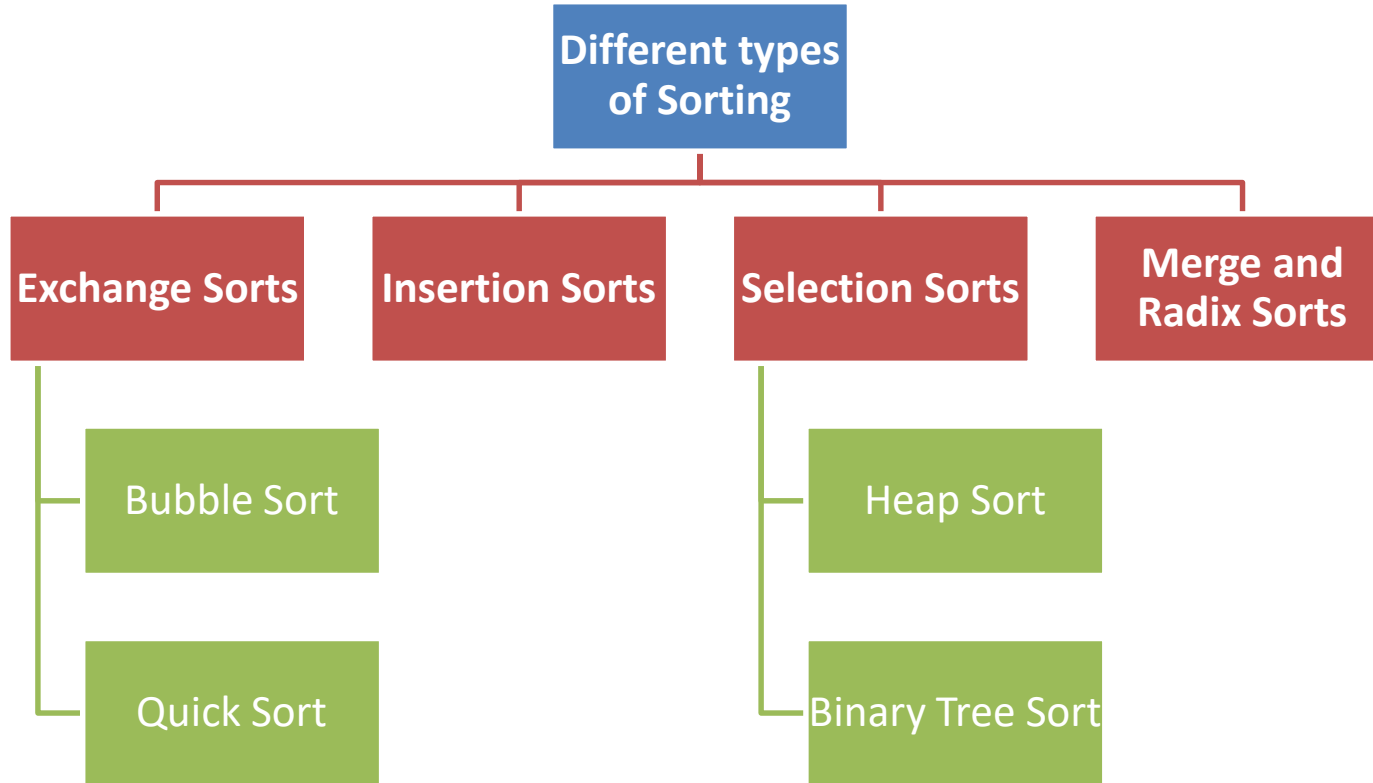 Different types
of Sorting
Exchange Sorts
Insertion Sorts
Selection Sorts
Merge and
Radix Sorts
Bubble Sort
Heap Sort
Quick Sort
Binary Tree Sort